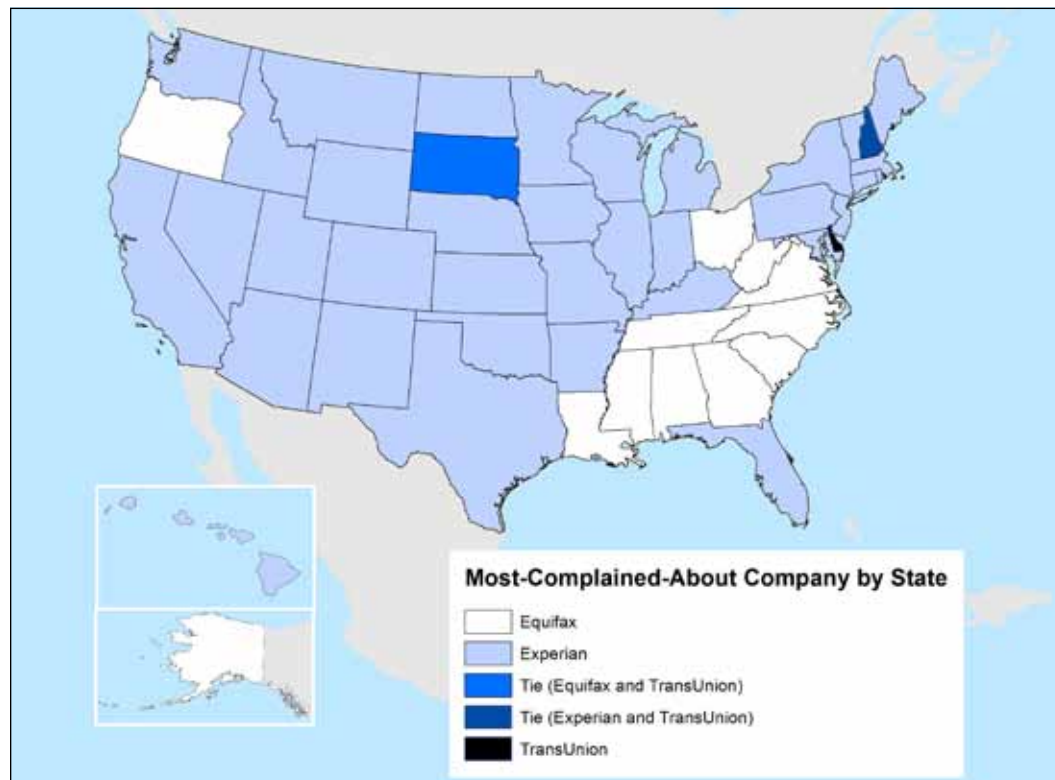 Most-Complained-About Company by State
Equifax
Experian
Tie (Equifax and TransUnion)
Tie (Experian and TransUnion)
TransUnion